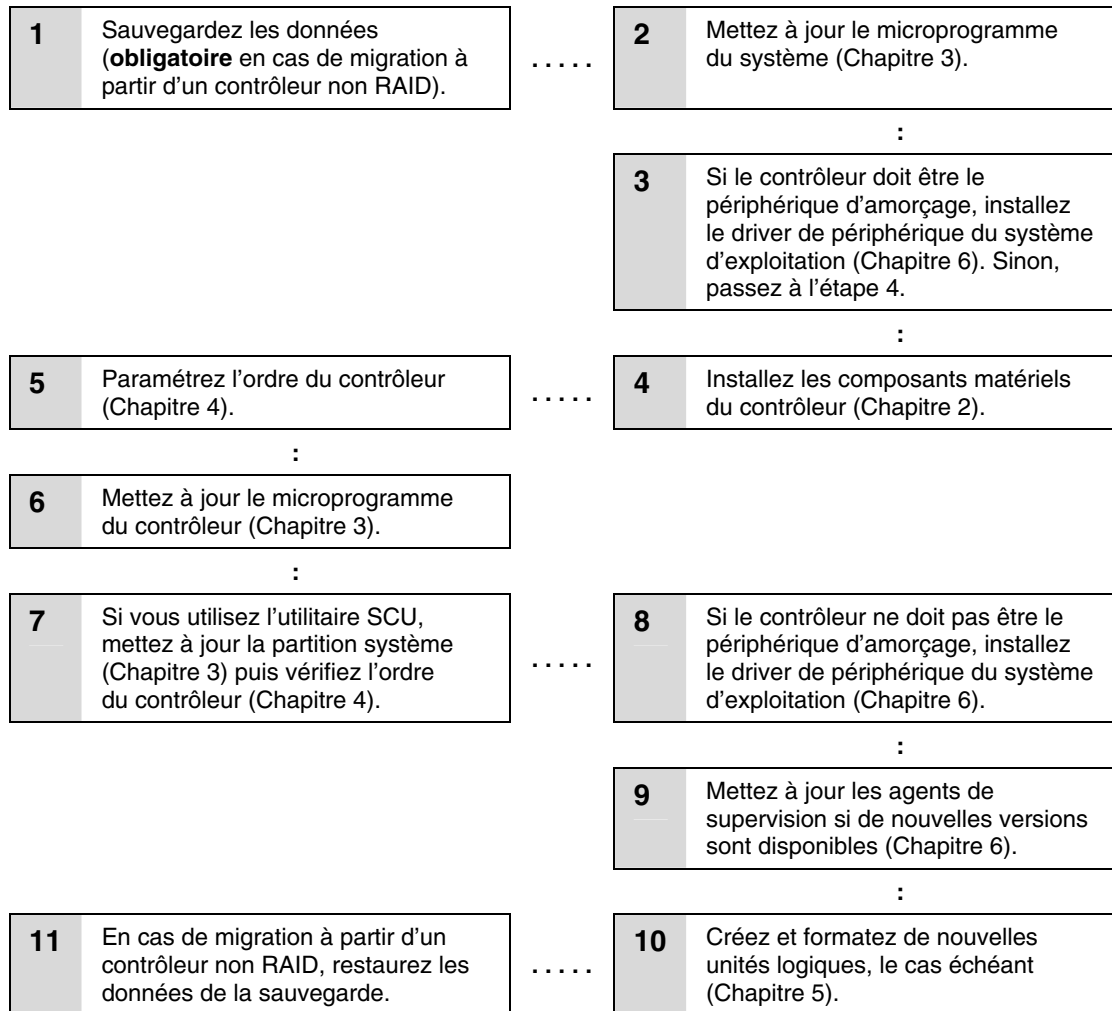 1
Sauvegardez les données
(obligatoire en cas de migration à
partir d'un contrôleur non RAID).
. . . . .
2
Mettez à jour le microprogramme
du système (Chapitre 3).
:
3
Si le contrôleur doit être le
périphérique d'amorçage, installez
le driver de périphérique du système
d'exploitation (Chapitre 6). Sinon,
passez à l'étape 4.
:
4
Installez les composants matériels
du contrôleur (Chapitre 2).
. . . . .
5
Paramétrez l'ordre du contrôleur
(Chapitre 4).
:
6
Mettez à jour le microprogramme
du contrôleur (Chapitre 3).
:
7
Si vous utilisez l'utilitaire SCU,
mettez à jour la partition système
(Chapitre 3) puis vérifiez l'ordre
du contrôleur (Chapitre 4).
. . . . .
8
Si le contrôleur ne doit pas être le
périphérique d'amorçage, installez
le driver de périphérique du système
d'exploitation (Chapitre 6).
:
9
Mettez à jour les agents de
supervision si de nouvelles versions
sont disponibles (Chapitre 6).
:
10
Créez et formatez de nouvelles
unités logiques, le cas échéant
(Chapitre 5).
. . . . .
11
En cas de migration à partir d'un
contrôleur non RAID, restaurez les
données de la sauvegarde.